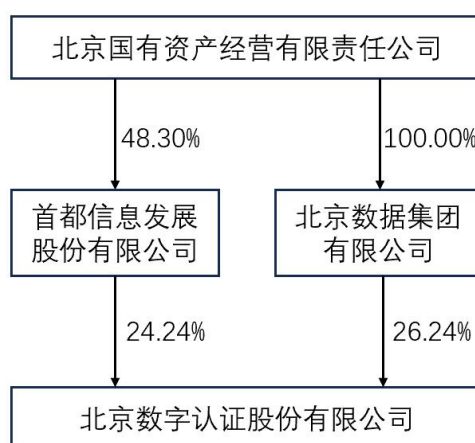 北京国有资产经营有限责任公司
48.30%
100.00%
首都信息发展
股份有限公司
北京数据集团
有限公司
24.24%
26.24%
北京数字认证股份有限公司